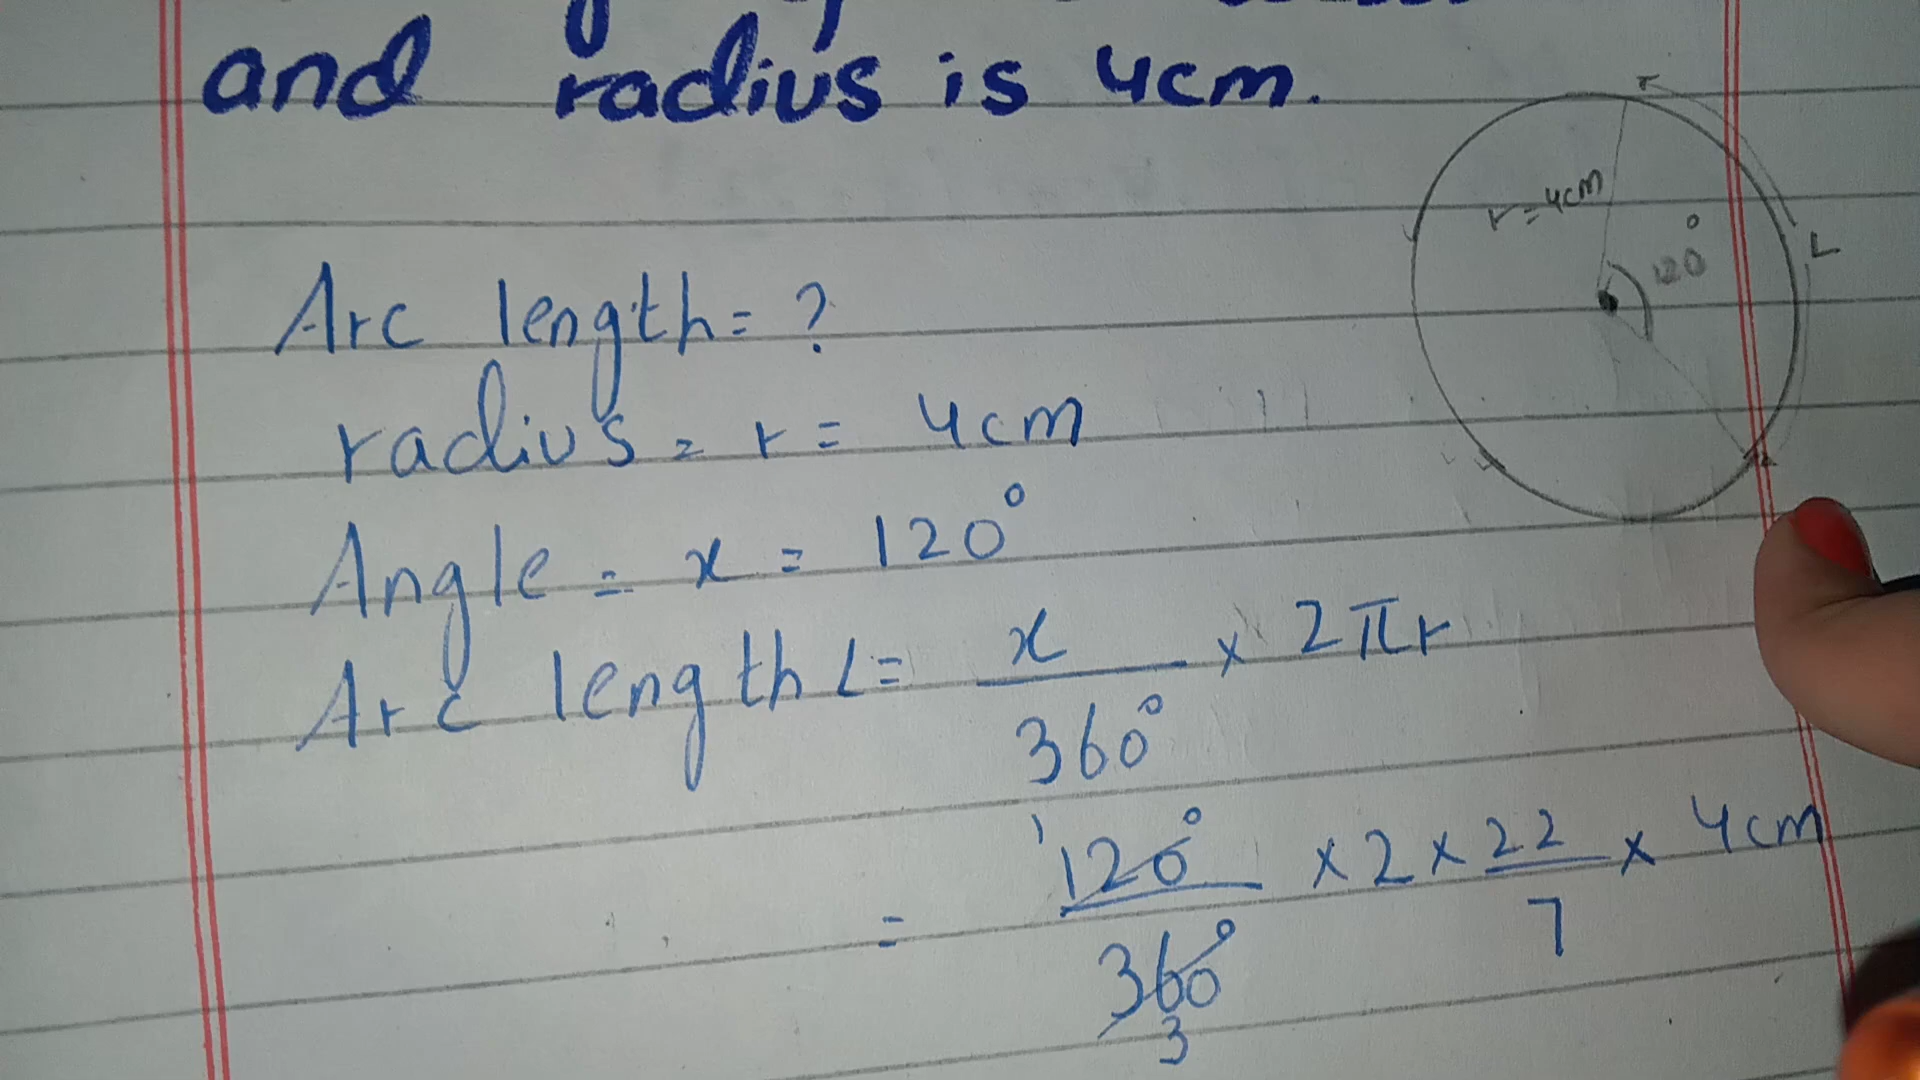 and radius is 4cm.
r=4cm
120°
L
Arc length = ?
radius = r = 4cm
Angle = x = 120°
Arc length L = x/360° × 2πr
= 1 120°/360° 3 × 2 × 22/7 × 4cm